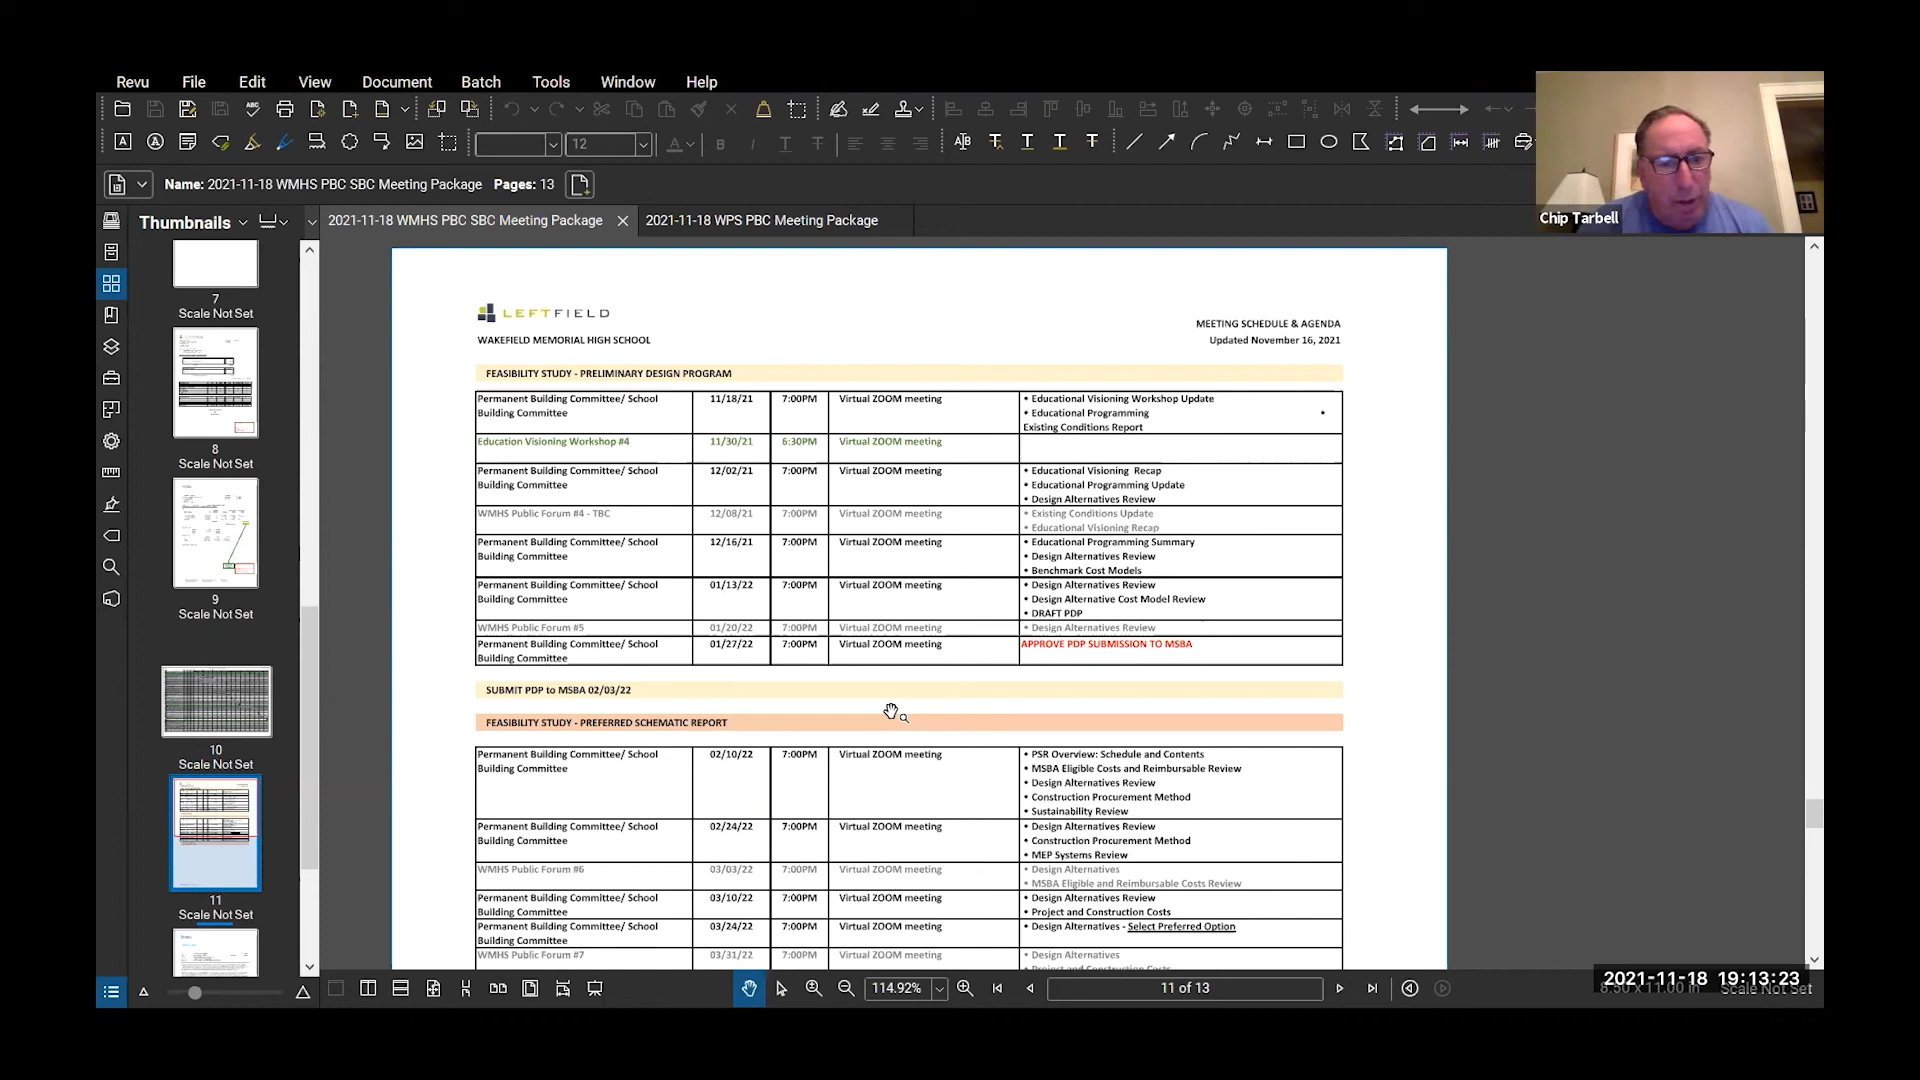 Revu File Edit View Document Batch Tools Window Help
12
Name: 2021-11-18 WMHS PBC SBC Meeting Package Pages: 13
Chip Tarbell
Thumbnails
2021-11-18 WMHS PBC SBC Meeting Package
2021-11-18 WPS PBC Meeting Package
7
Scale Not Set
8
Scale Not Set
9
Scale Not Set
10
Scale Not Set
11
Scale Not Set
LEFTFIELD
MEETING SCHEDULE & AGENDA
WAKEFIELD MEMORIAL HIGH SCHOOL
Updated November 16, 2021
FEASIBILITY STUDY - PRELIMINARY DESIGN PROGRAM
Permanent Building Committee/ School 11/18/21 7:00PM Virtual ZOOM meeting • Educational Visioning Workshop Update
Building Committee • Educational Programming •
Existing Conditions Report
Education Visioning Workshop #4 11/30/21 6:30PM Virtual ZOOM meeting
Permanent Building Committee/ School 12/02/21 7:00PM Virtual ZOOM meeting • Educational Visioning Recap
Building Committee • Educational Programming Update
• Design Alternatives Review
WMHS Public Forum #4 - TBC 12/08/21 7:00PM Virtual ZOOM meeting • Existing Conditions Update
• Educational Visioning Recap
Permanent Building Committee/ School 12/16/21 7:00PM Virtual ZOOM meeting • Educational Programming Summary
Building Committee • Design Alternatives Review
• Benchmark Cost Models
Permanent Building Committee/ School 01/13/22 7:00PM Virtual ZOOM meeting • Design Alternatives Review
Building Committee • Design Alternative Cost Model Review
• DRAFT PDP
WMHS Public Forum #5 01/20/22 7:00PM Virtual ZOOM meeting • Design Alternatives Review
Permanent Building Committee/ School 01/27/22 7:00PM Virtual ZOOM meeting APPROVE PDP SUBMISSION TO MSBA
Building Committee
SUBMIT PDP to MSBA 02/03/22
FEASIBILITY STUDY - PREFERRED SCHEMATIC REPORT
Permanent Building Committee/ School 02/10/22 7:00PM Virtual ZOOM meeting • PSR Overview: Schedule and Contents
Building Committee • MSBA Eligible Costs and Reimbursable Review
• Design Alternatives Review
• Construction Procurement Method
• Sustainability Review
Permanent Building Committee/ School 02/24/22 7:00PM Virtual ZOOM meeting • Design Alternatives Review
Building Committee • Construction Procurement Method
• MEP Systems Review
WMHS Public Forum #6 03/03/22 7:00PM Virtual ZOOM meeting • Design Alternatives
• MSBA Eligible and Reimbursable Costs Review
Permanent Building Committee/ School 03/10/22 7:00PM Virtual ZOOM meeting • Design Alternatives Review
Building Committee • Project and Construction Costs
Permanent Building Committee/ School 03/24/22 7:00PM Virtual ZOOM meeting • Design Alternatives - Select Preferred Option
Building Committee
WMHS Public Forum #7 03/31/22 7:00PM Virtual ZOOM meeting • Design Alternatives
• Project and Construction Costs
114.92% 11 of 13
2021-11-18 19:13:23
8.50 x 11.00 in Scale Not Set